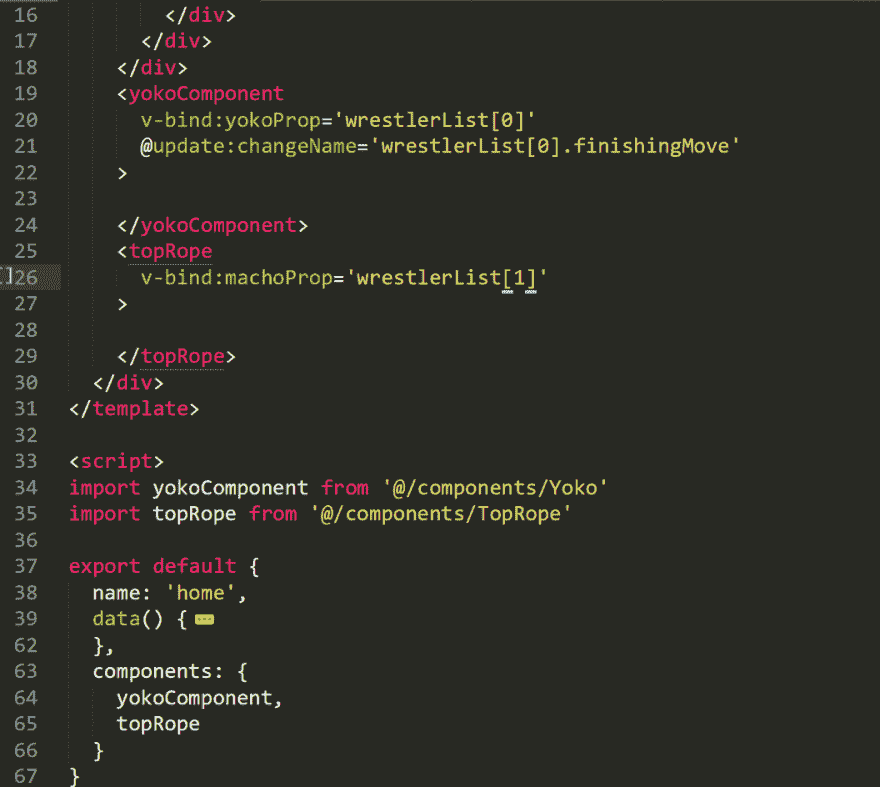 16         </div>
17       </div>
18     </div>
19     <yokoComponent
20       v-bind:yokoProp='wrestlerList[0]'
21       @update:changeName='wrestlerList[0].finishingMove'
22     >
23
24     </yokoComponent>
25     <topRope
[]26       v-bind:machoProp='wrestlerList[1]'
27     >
28
29     </topRope>
30   </div>
31 </template>
32
33 <script>
34 import yokoComponent from '@/components/Yoko'
35 import topRope from '@/components/TopRope'
36
37 export default {
38   name: 'home',
39   data() { ···
62   },
63   components: {
64     yokoComponent,
65     topRope
66   }
67 }